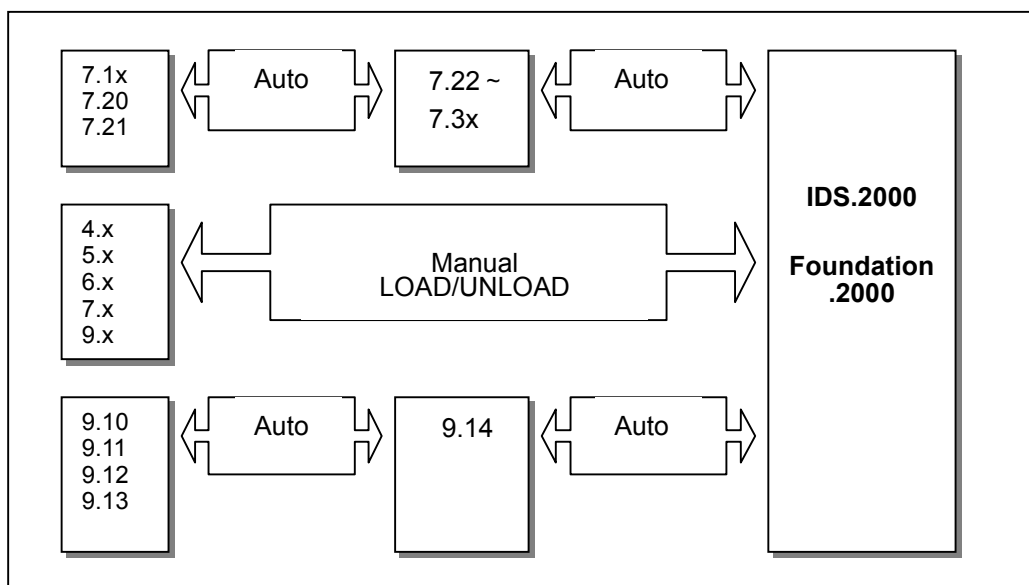 7.1x
7.20
7.21
Auto
7.22 ~
7.3x
Auto
4.x
5.x
6.x
7.x
9.x
Manual
LOAD/UNLOAD
9.10
9.11
9.12
9.13
Auto
9.14
Auto
IDS.2000
Foundation
.2000